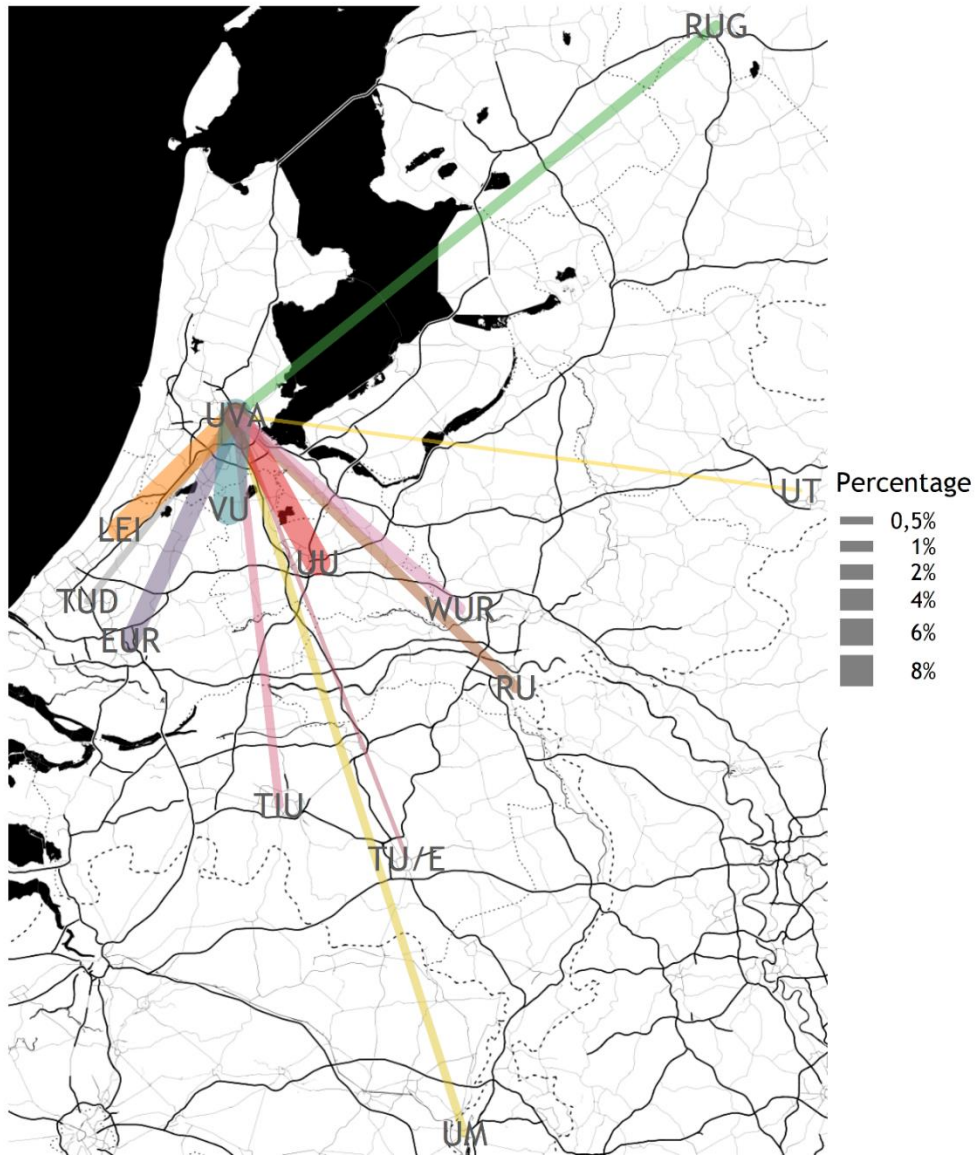 RUG
UVA
UT
VU
LEI
UU
TUD
WUR
EUR
RU
TIU
TU/E
UM
Percentage
0,5%
1%
2%
4%
6%
8%